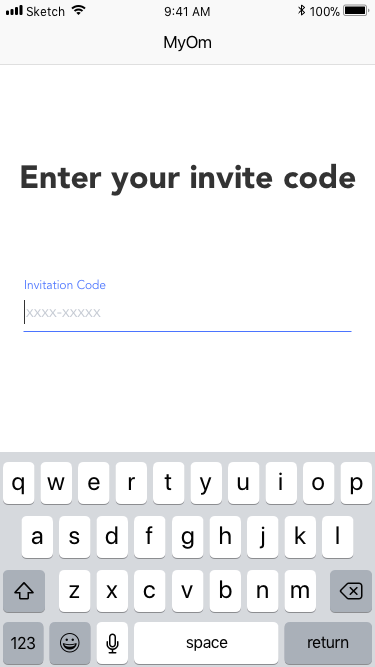 Sketch 9:41 AM 100%
MyOm
Enter your invite code
Invitation Code
xxxx-xxxxx
q w e r t y u i o p
a s d f g h j k l
z x c v b n m
123 space return